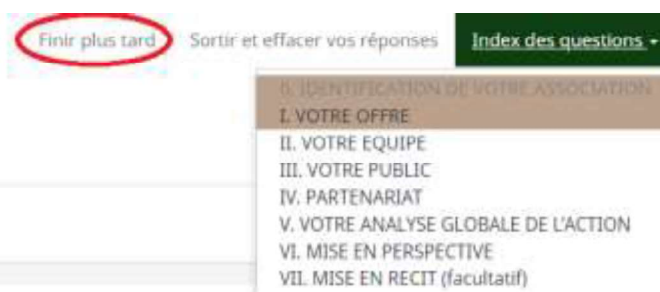 Finir plus tard Sortir et effacer vos réponses Index des questions
0. IDENTIFICATION DE VOTRE ASSOCIATION
I. VOTRE OFFRE
II. VOTRE EQUIPE
III. VOTRE PUBLIC
IV. PARTENARIAT
V. VOTRE ANALYSE GLOBALE DE L'ACTION
VI. MISE EN PERSPECTIVE
VII. MISE EN RECIT (facultatif)